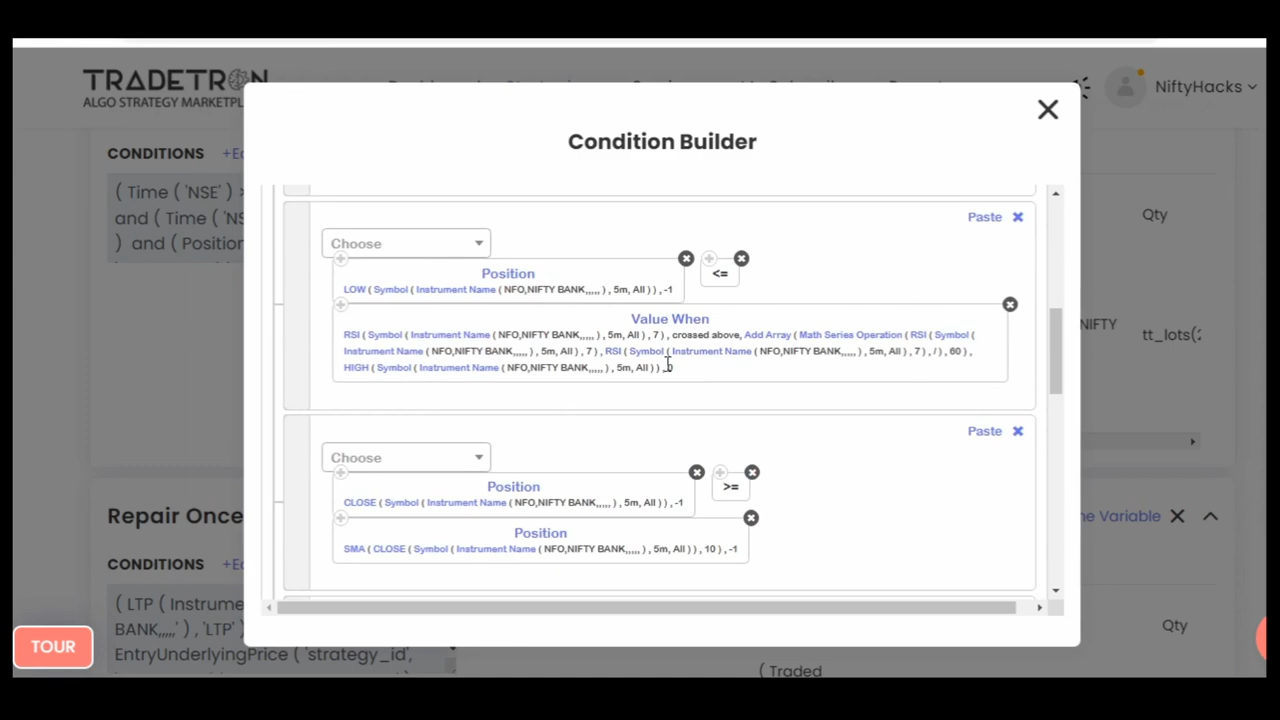 TRADETRON
ALGO STRATEGY MARKETPL
NiftyHacks
Condition Builder
CONDITIONS
( Time ( 'NSE' )
and ( Time ( 'NS
) and ( Position
Qty
Paste
Choose
Position
<=
LOW ( Symbol ( Instrument Name ( NFO,NIFTY BANK,,,,, ) , 5m, All ) ) , -1
Value When
RSI ( Symbol ( Instrument Name ( NFO,NIFTY BANK,,,,, ) , 5m, All ) , 7 ) , crossed above, Add Array ( Math Series Operation ( RSI ( Symbol (
Instrument Name ( NFO,NIFTY BANK,,,,, ) , 5m, All ) , 7 ) , RSI ( Symbol ( Instrument Name ( NFO,NIFTY BANK,,,,, ) , 5m, All ) , 7 ) , / ) , 60 ) ,
HIGH ( Symbol ( Instrument Name ( NFO,NIFTY BANK,,,,, ) , 5m, All ) ) , 0
NIFTY
tt_lots(
Paste
Choose
Position
>=
CLOSE ( Symbol ( Instrument Name ( NFO,NIFTY BANK,,,,, ) , 5m, All ) ) , -1
Position
SMA ( CLOSE ( Symbol ( Instrument Name ( NFO,NIFTY BANK,,,,, ) , 5m, All ) ) , 10 ) , -1
Repair Once
ne Variable
CONDITIONS
( LTP ( Instrume
BANK,,,,,' ) , 'LTP' )
EntryUnderlyingPrice ( 'strategy_id',
Qty
( Traded
TOUR